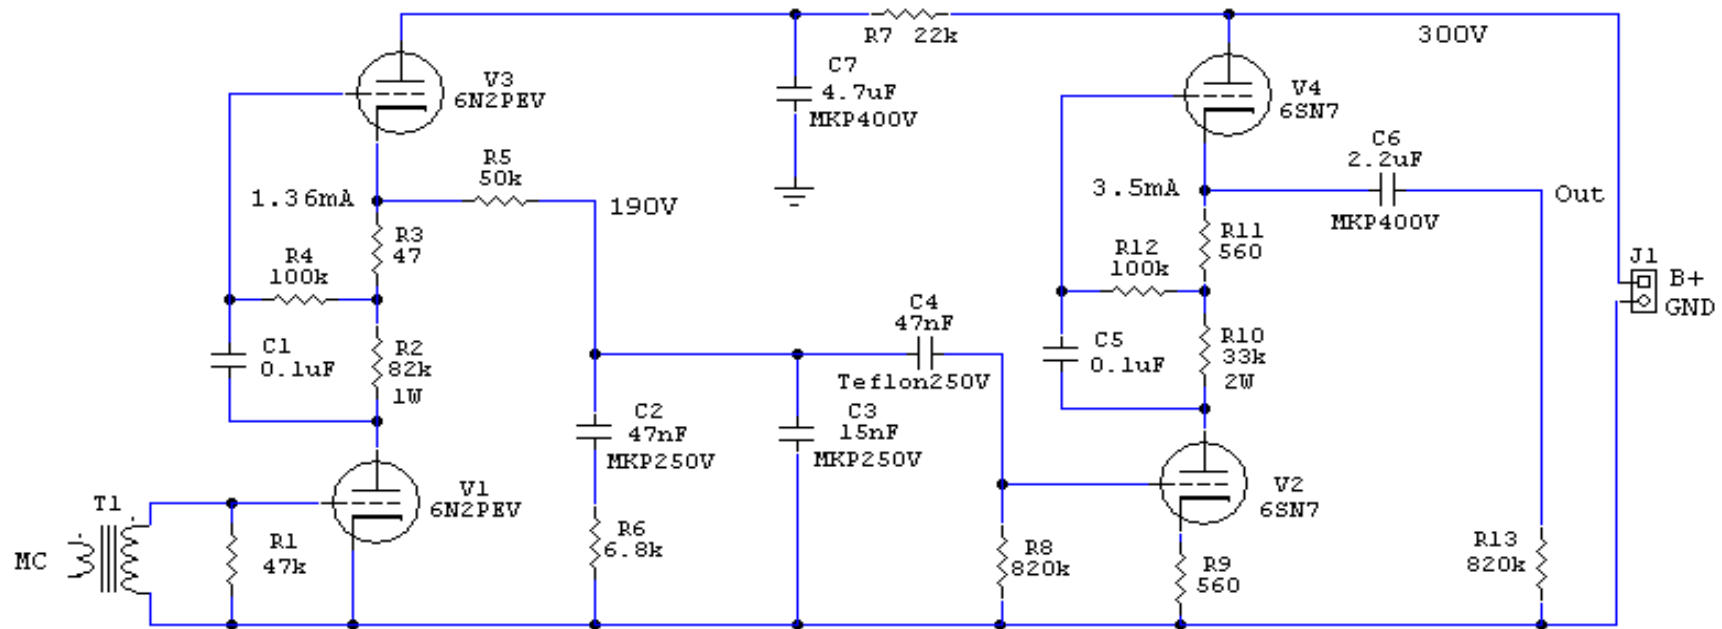 R7 22k
300V
C7
4.7uF
MKP400V
V3
6N2PEV
V4
6SN7
R5
50k
1.36mA
190V
C6
2.2uF
MKP400V
3.5mA
Out
R3
47
R4
100k
R11
560
R12
100k
J1
B+
GND
C4
47nF
Teflon250V
C1
0.1uF
R2
82k
1W
C5
0.1uF
R10
33k
2W
C2
47nF
MKP250V
C3
15nF
MKP250V
T1
MC
V1
6N2PEV
V2
6SN7
R1
47k
R6
6.8k
R8
820k
R9
560
R13
820k